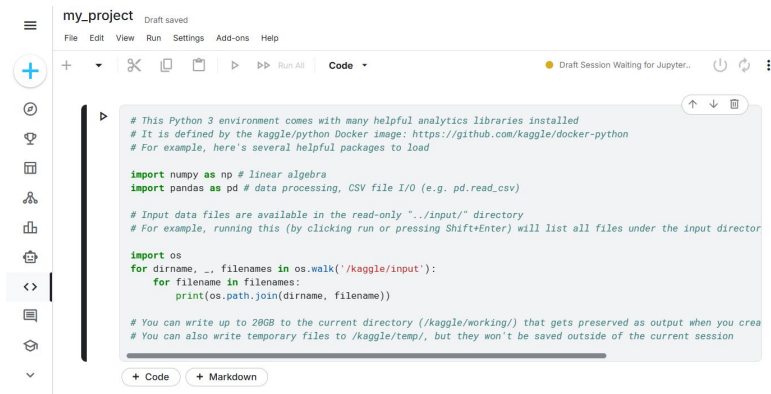 my_project Draft saved
File Edit View Run Settings Add-ons Help
Run All Code Draft Session Waiting for Jupyter..
# This Python 3 environment comes with many helpful analytics libraries installed
# It is defined by the kaggle/python Docker image: https://github.com/kaggle/docker-python
# For example, here's several helpful packages to load
import numpy as np # linear algebra
import pandas as pd # data processing, CSV file I/O (e.g. pd.read_csv)
# Input data files are available in the read-only "../input/" directory
# For example, running this (by clicking run or pressing Shift+Enter) will list all files under the input director
import os
for dirname, _, filenames in os.walk('/kaggle/input'):
    for filename in filenames:
        print(os.path.join(dirname, filename))
# You can write up to 20GB to the current directory (/kaggle/working/) that gets preserved as output when you crea
# You can also write temporary files to /kaggle/temp/, but they won't be saved outside of the current session
+ Code + Markdown